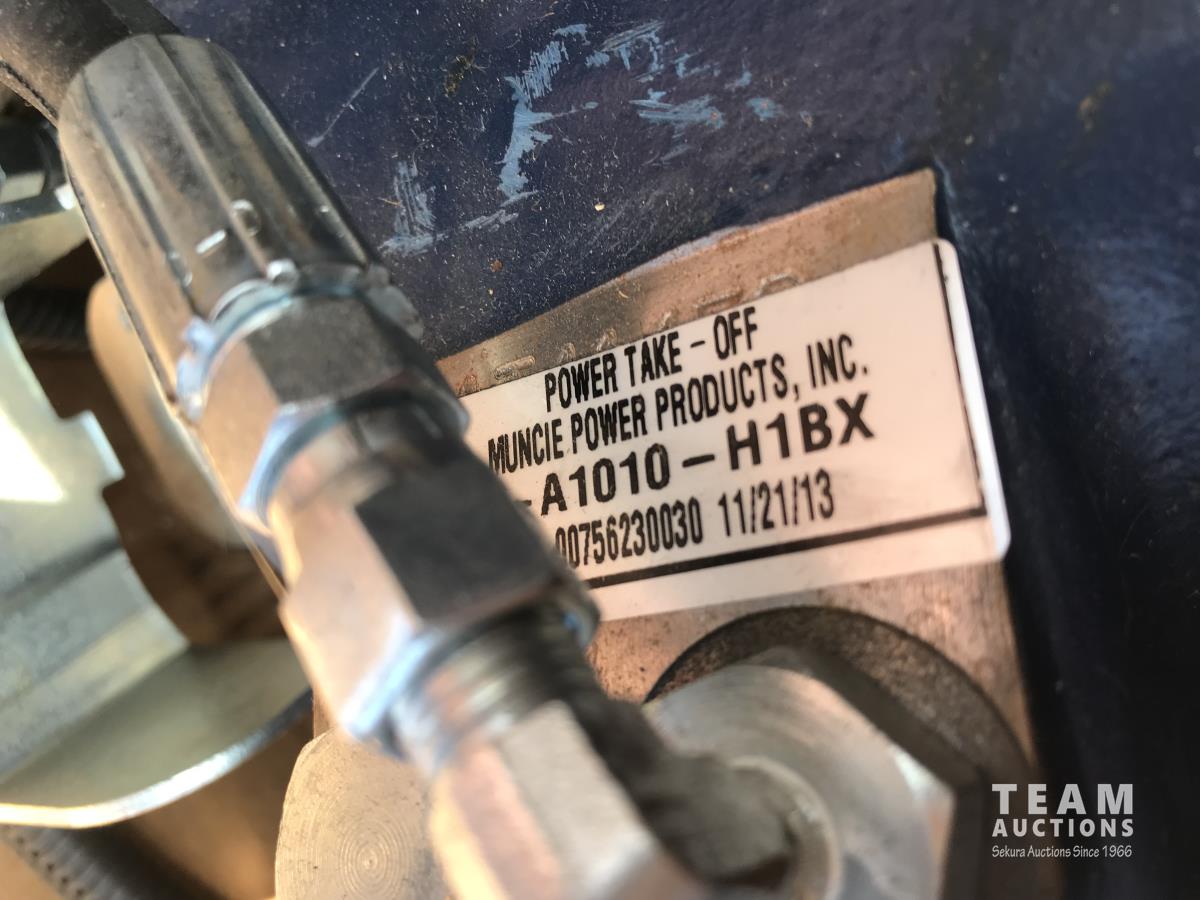 POWER TAKE - OFF
MUNCIE POWER PRODUCTS, INC.
-A1010-H1BX
00756230030 11/21/13
TEAM
AUCTIONS
Sekura Auctions Since 1966